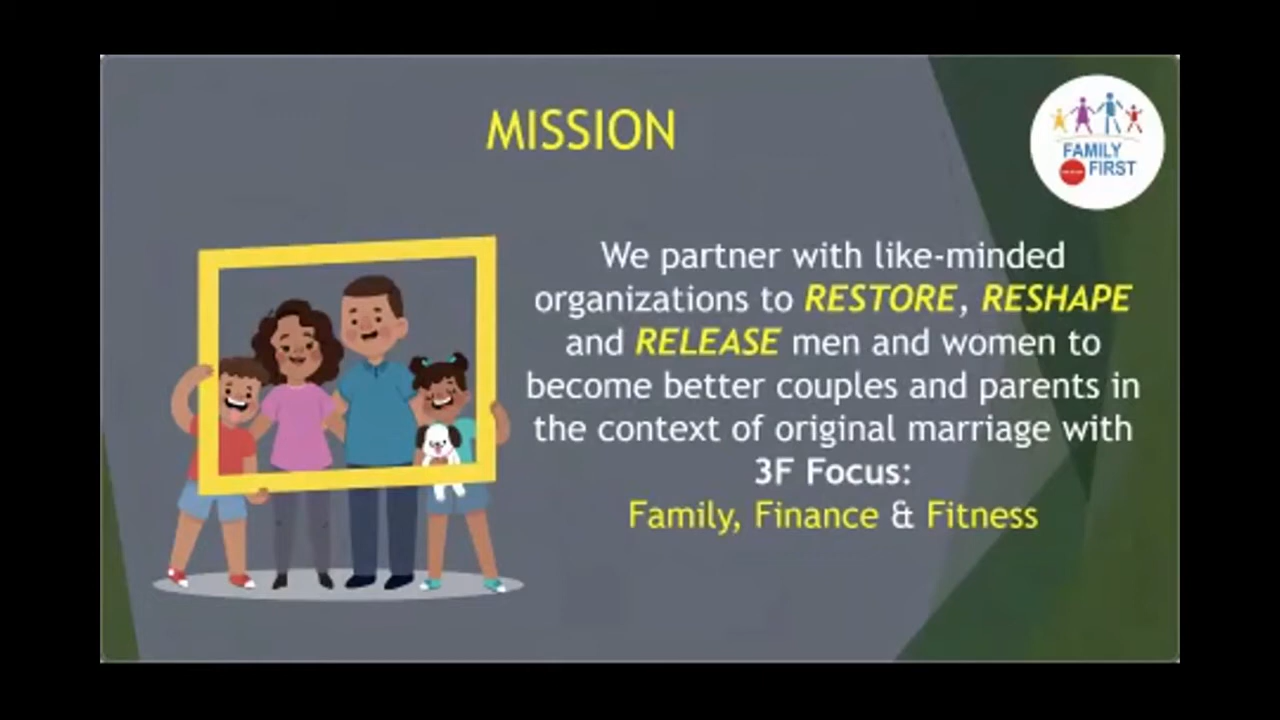 MISSION
FAMILY
FIRST
We partner with like-minded
organizations to RESTORE, RESHAPE
and RELEASE men and women to
become better couples and parents in
the context of original marriage with
3F Focus:
Family, Finance & Fitness